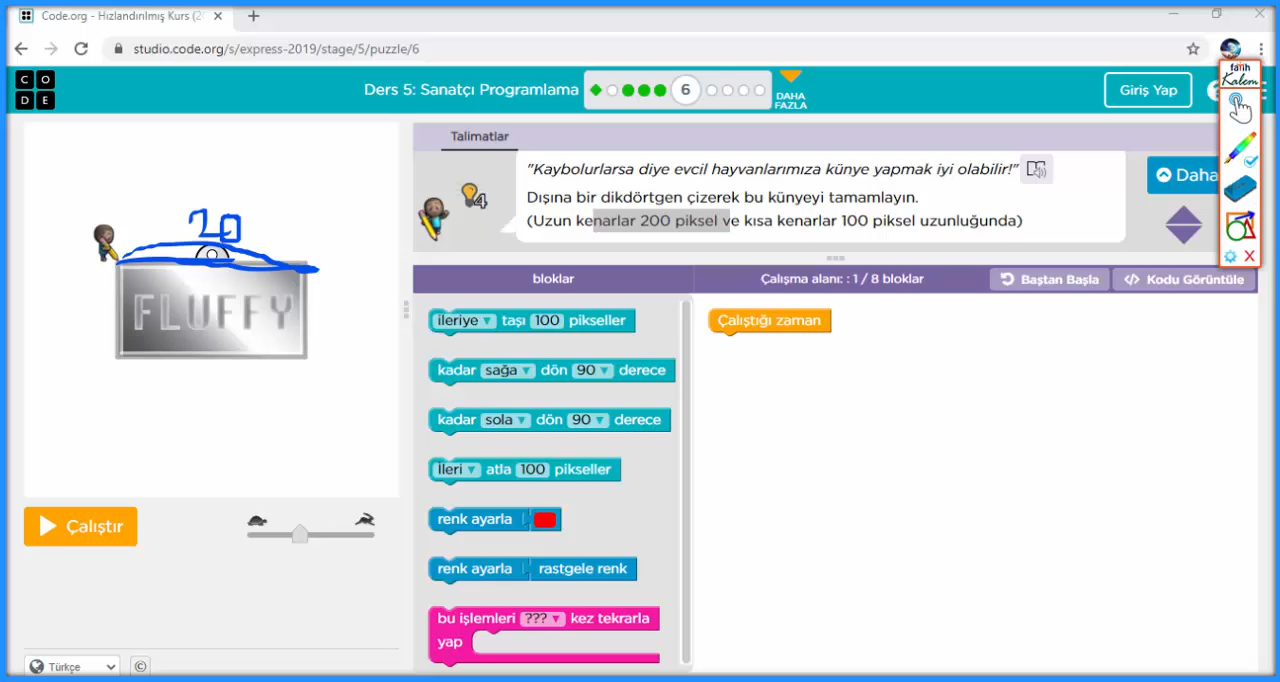 Code.org - Hızlandırılmış Kurs (20
studio.code.org/s/express-2019/stage/5/puzzle/6
C O
D E
Ders 5: Sanatçı Programlama
6
DAHA
FAZLA
Giriş Yap
fatih
Kalem
Talimatlar
4
"Kaybolurlarsa diye evcil hayvanlarımıza künye yapmak iyi olabilir!"
Dışına bir dikdörtgen çizerek bu künyeyi tamamlayın.
(Uzun kenarlar 200 piksel ve kısa kenarlar 100 piksel uzunluğunda)
Daha
20
FLUFFY
bloklar
Çalışma alanı: : 1 / 8 bloklar
Baştan Başla
</> Kodu Görüntüle
ileriye taşı 100 pikseller
kadar sağa dön 90 derece
kadar sola dön 90 derece
İleri atla 100 pikseller
renk ayarla
renk ayarla rastgele renk
bu işlemleri ??? kez tekrarla
yap
Çalıştığı zaman
Çalıştır
Türkçe
©